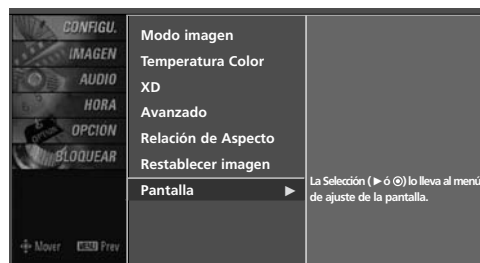 CONFIGU.
IMAGEN
AUDIO
HORA
OPCIÓN
BLOQUEAR
Mover MENU Prev
Modo imagen
Temperatura Color
XD
Avanzado
Relación de Aspecto
Restablecer imagen
Pantalla ►
La Selección ( ► ó ◉) lo lleva al menú
de ajuste de la pantalla.